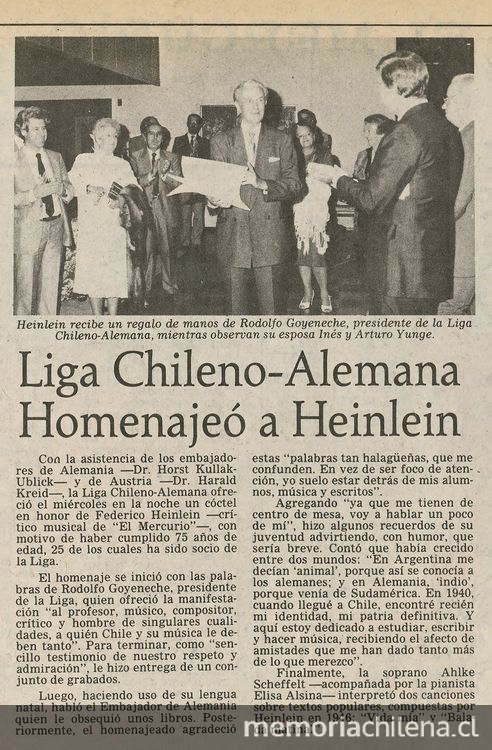 Heinlein recibe un regalo de manos de Rodolfo Goyeneche, presidente de la Liga
Chileno-Alemana, mientras observan su esposa Inés y Arturo Yunge.
Liga Chileno-Alemana
Homenajeó a Heinlein
Con la asistencia de los embajado-
res de Alemania —Dr. Horst Kullak-
Ublick— y de Austria —Dr. Harald
Kreid—, la Liga Chileno-Alemana ofre-
ció el miércoles en la noche un cóctel
en honor de Federico Heinlein —crí-
tico musical de "El Mercurio"—, con
motivo de haber cumplido 75 años de
edad, 25 de los cuales ha sido socio de
la Liga.
El homenaje se inició con las pala-
bras de Rodolfo Goyeneche, presidente
de la Liga, quien ofreció la manifesta-
ción "al profesor, músico, compositor,
crítico y hombre de singulares cuali-
dades, a quién Chile y su música le de-
ben tanto". Para terminar, como "sen-
cillo testimonio de nuestro respeto y
admiración", le hizo entrega de un con-
junto de grabados.
Luego, haciendo uso de su lengua
natal, habló el Embajador de Alemania
quien le obsequió unos libros. Poste-
riormente, el homenajeado agradeció
estas "palabras tan halagüeñas, que me
confunden. En vez de ser foco de aten-
ción, yo suelo estar detrás de mis alum-
nos, música y escritos".
Agregando "ya que me tienen de
centro de mesa, voy a hablar un poco
de mí", hizo algunos recuerdos de su
juventud advirtiendo, con humor, que
sería breve. Contó que había crecido
entre dos mundos: "En Argentina me
decían 'animal', porque así se conocía a
los alemanes; y en Alemania, 'indio',
porque venía de Sudamérica. En 1940,
cuando llegué a Chile, encontré recién
mi identidad, mi patria definitiva. Y
aquí estoy dedicado a estudiar, escribir
y hacer música, recibiendo el afecto de
amistades que me han dado tanto más
de lo que merezco".
Finalmente, la soprano Ahlke
Scheffelt —acompañada por la pianista
Elisa Alsina— interpretó dos canciones
sobre textos populares, compuestas por
Heinlein en 1946: "Vida mía" y "Bala-
da matina".
memoriachilena.cl